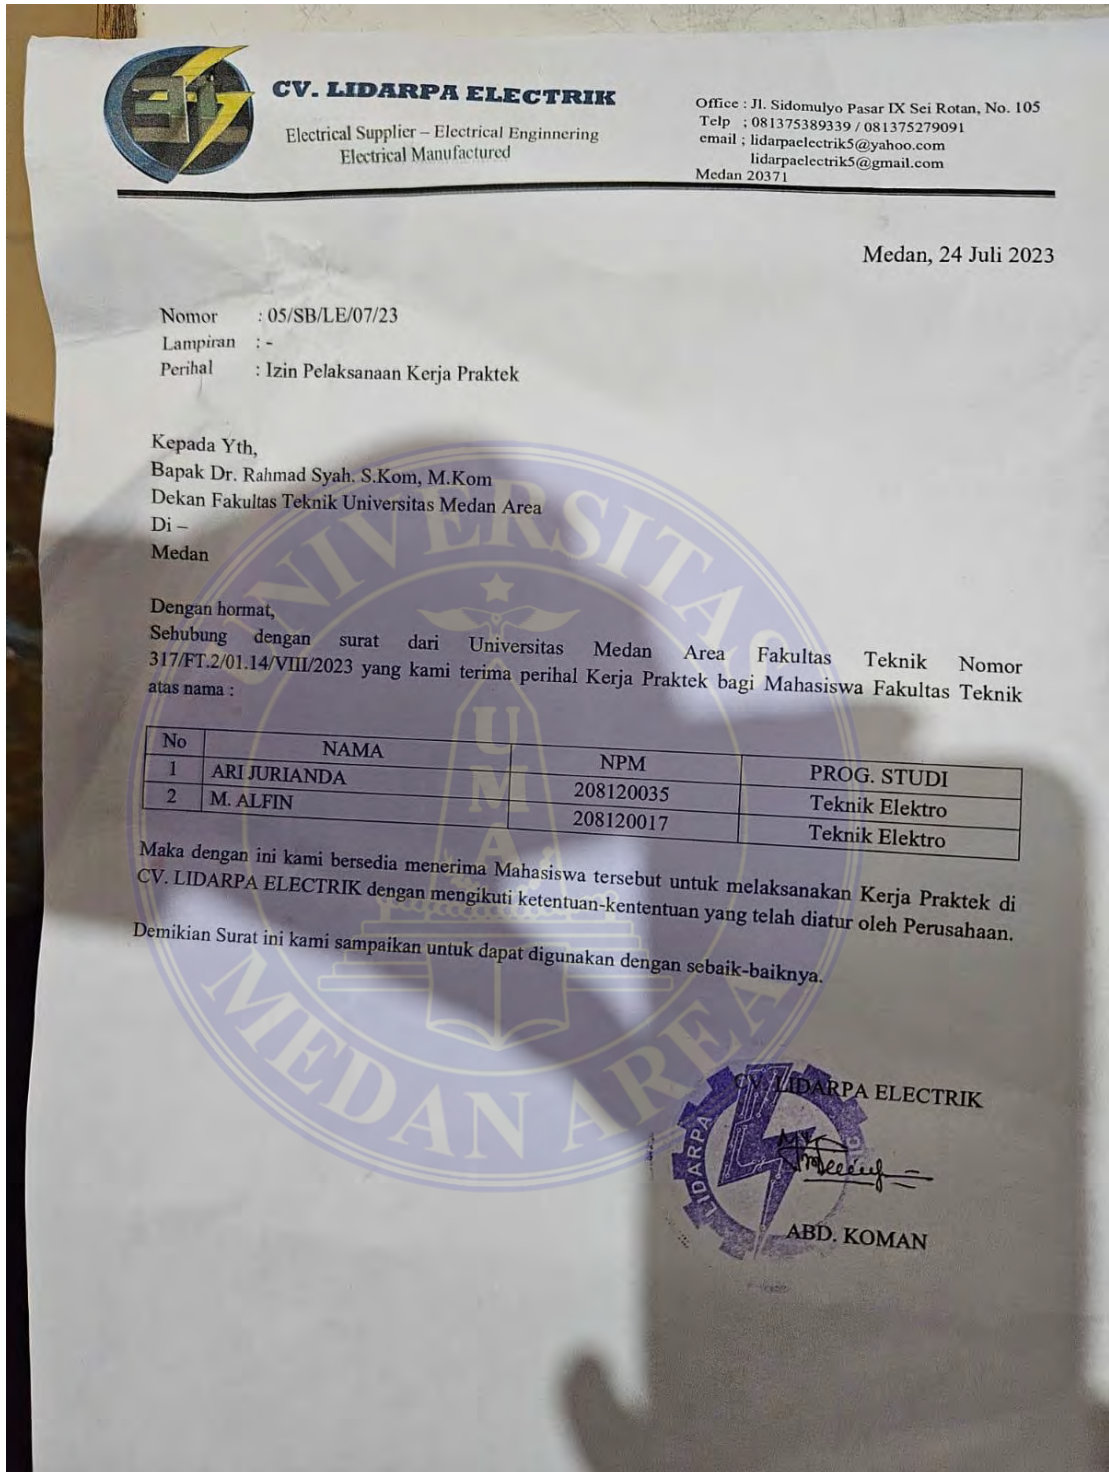 CV. LIDARPA ELECTRIK
Electrical Supplier – Electrical Enginnering
Electrical Manufactured
Office : Jl. Sidomulyo Pasar IX Sei Rotan, No. 105
Telp ; 081375389339 / 081375279091
email ; lidarpaelectrik5@yahoo.com
lidarpaelectrik5@gmail.com
Medan 20371
Medan, 24 Juli 2023
Nomor : 05/SB/LE/07/23
Lampiran : -
Perihal : Izin Pelaksanaan Kerja Praktek
Kepada Yth,
Bapak Dr. Rahmad Syah. S.Kom, M.Kom
Dekan Fakultas Teknik Universitas Medan Area
Di –
Medan
Dengan hormat,
Sehubung dengan surat dari Universitas Medan Area Fakultas Teknik Nomor
317/FT.2/01.14/VIII/2023 yang kami terima perihal Kerja Praktek bagi Mahasiswa Fakultas Teknik
atas nama :
No NAMA NPM PROG. STUDI
1 ARI JURIANDA 208120035 Teknik Elektro
2 M. ALFIN 208120017 Teknik Elektro
Maka dengan ini kami bersedia menerima Mahasiswa tersebut untuk melaksanakan Kerja Praktek di
CV. LIDARPA ELECTRIK dengan mengikuti ketentuan-kententuan yang telah diatur oleh Perusahaan.
Demikian Surat ini kami sampaikan untuk dapat digunakan dengan sebaik-baiknya.
CV. LIDARPA ELECTRIK
LIDARPA
ABD. KOMAN
UNIVERSITAS
MEDAN AREA
UMA